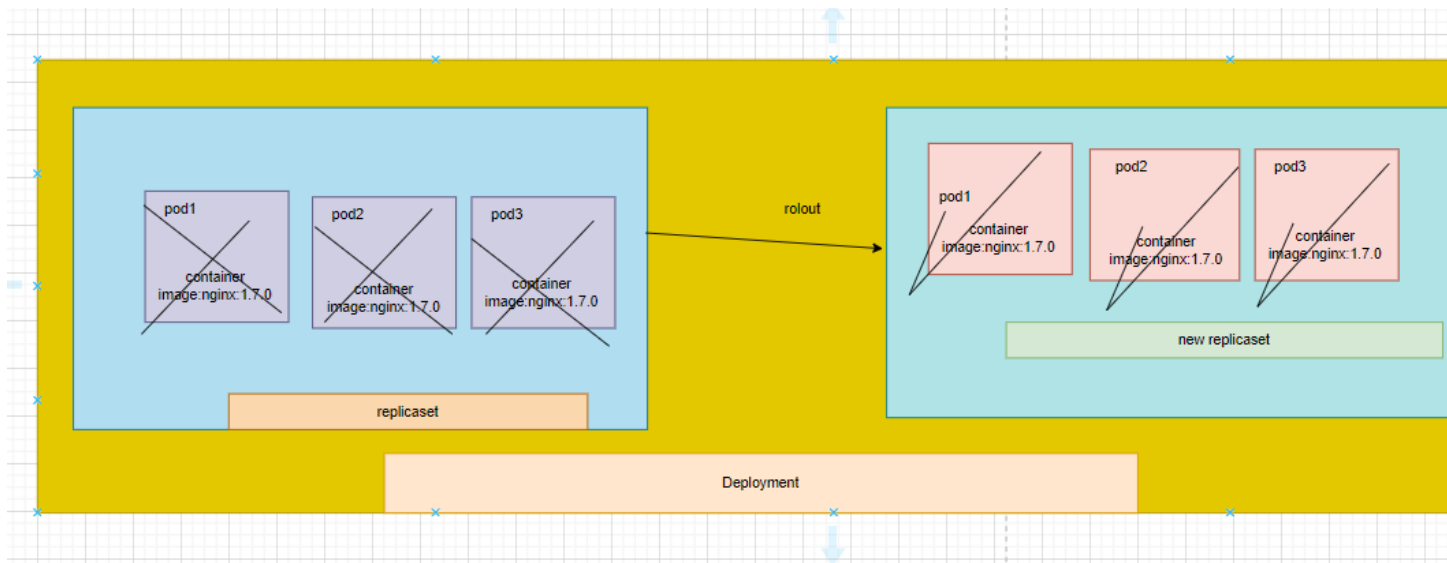 pod1
container
image:nginx:1.7.0
pod2
container
image:nginx:1.7.0
pod3
container
image:nginx:1.7.0
replicaset
rolout
pod1
container
image:nginx:1.7.0
pod2
container
image:nginx:1.7.0
pod3
container
image:nginx:1.7.0
new replicaset
Deployment